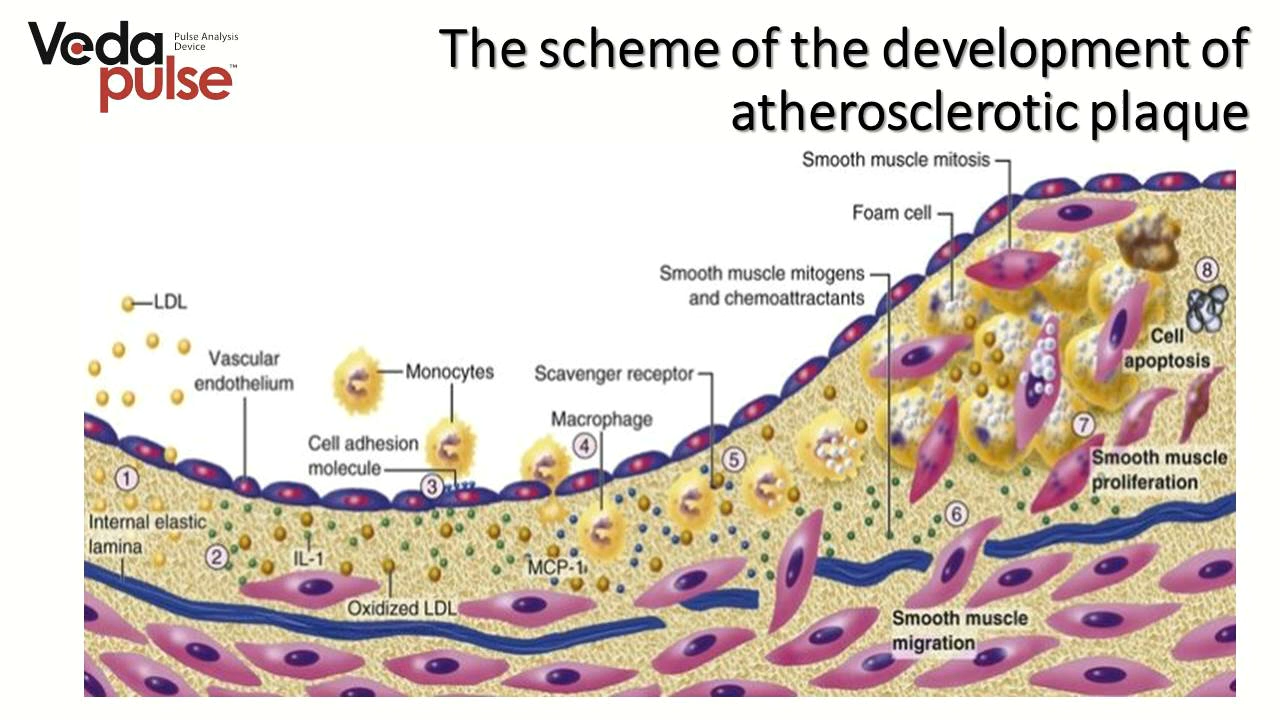 Veda
pulse™
Pulse Analysis
Device
The scheme of the development of
atherosclerotic plaque
Smooth muscle mitosis
Foam cell
Smooth muscle mitogens
and chemoattractants
LDL
Vascular
endothelium
Monocytes
Cell adhesion
molecule
Scavenger receptor
Macrophage
Cell
apoptosis
Smooth muscle
proliferation
Internal elastic
lamina
IL-1
Oxidized LDL
MCP-1
Smooth muscle
migration
1
2
3
4
5
6
7
8